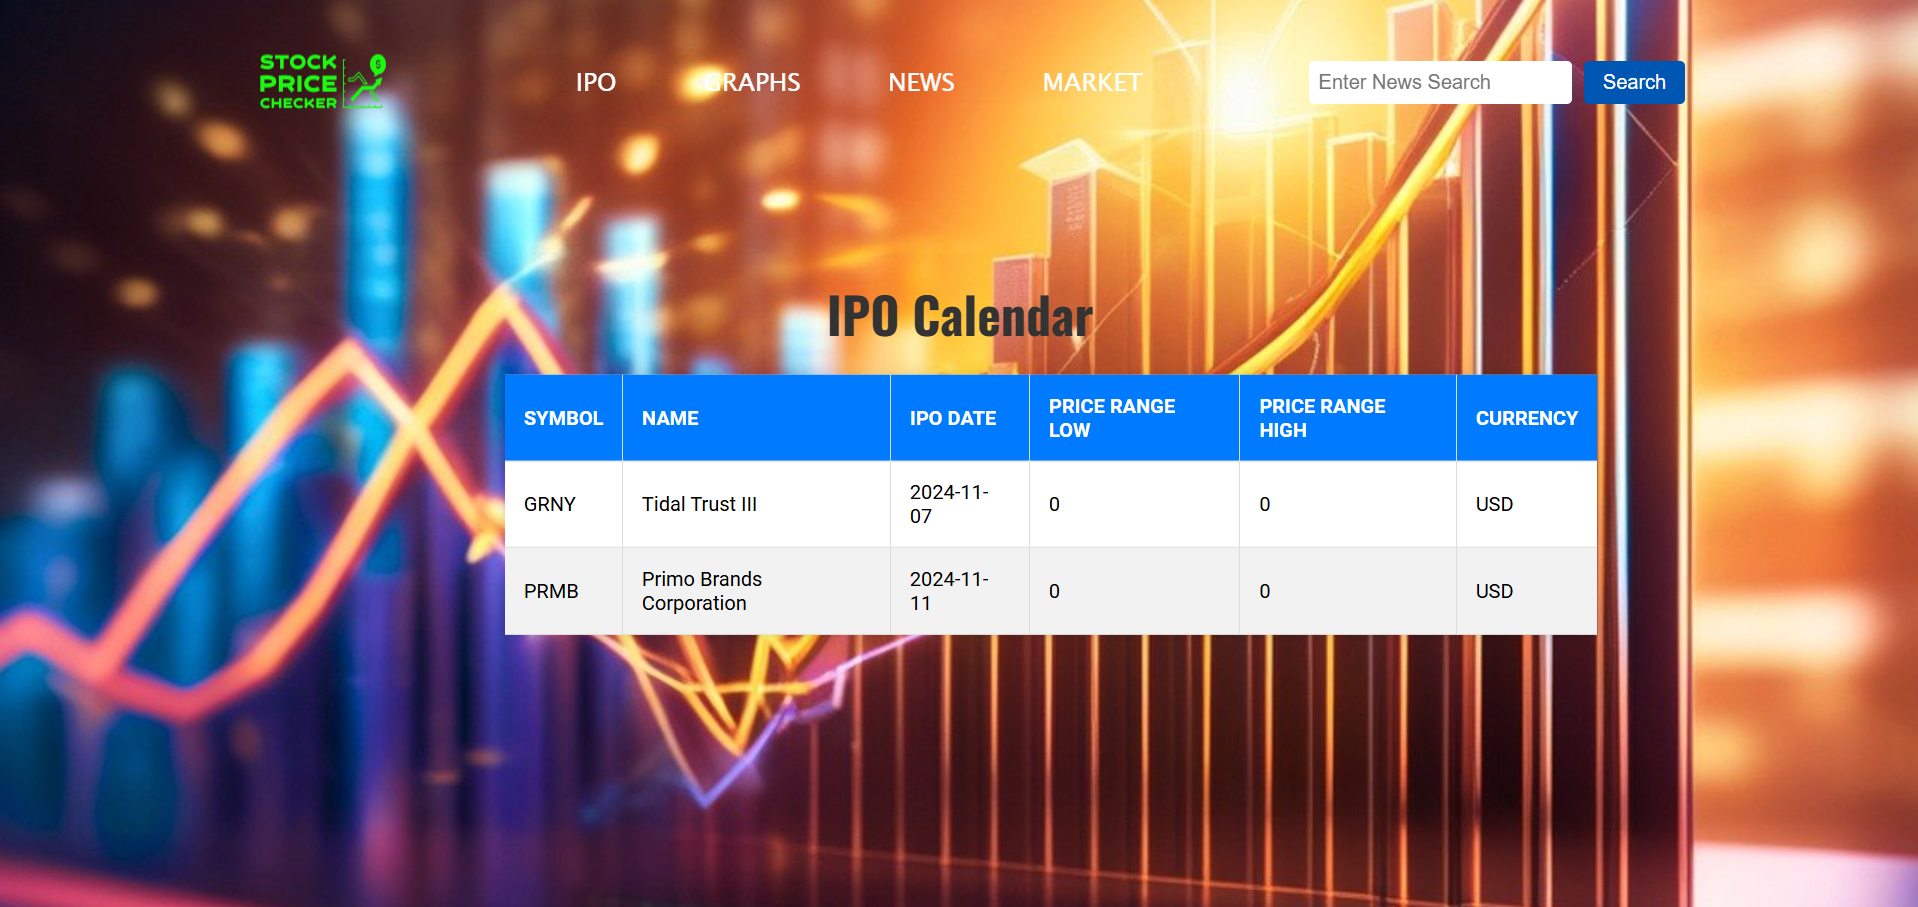 STOCK
PRICE
CHECKER
$
IPO GRAPHS NEWS MARKET
Enter News Search Search
IPO Calendar
SYMBOL NAME IPO DATE PRICE RANGE LOW PRICE RANGE HIGH CURRENCY
GRNY Tidal Trust III 2024-11-07 0 0 USD
PRMB Primo Brands Corporation 2024-11-11 0 0 USD